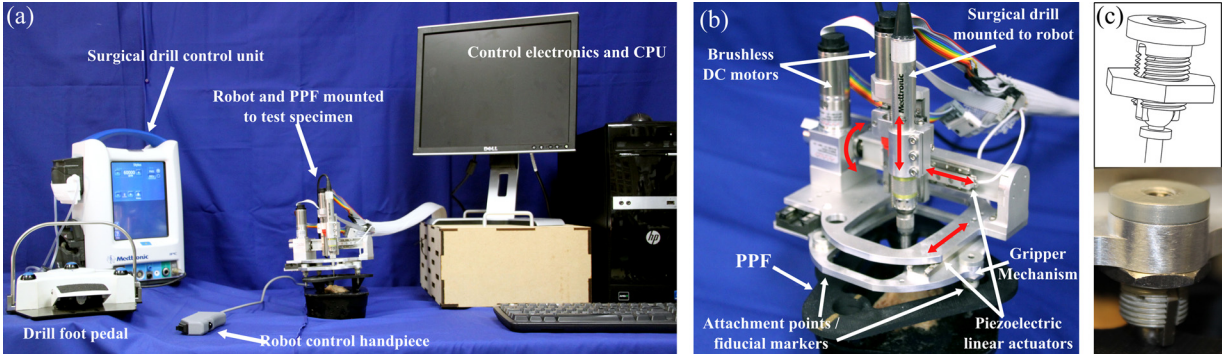 (a)
Surgical drill control unit
Robot and PPF mounted
to test specimen
Control electronics and CPU
DELL
hp
Medtronic
Drill foot pedal
Robot control handpiece
(b)
Brushless
DC motors
Surgical drill
mounted to robot
Medtronic
PPF
Gripper
Mechanism
Attachment points /
fiducial markers
Piezoelectric
linear actuators
(c)